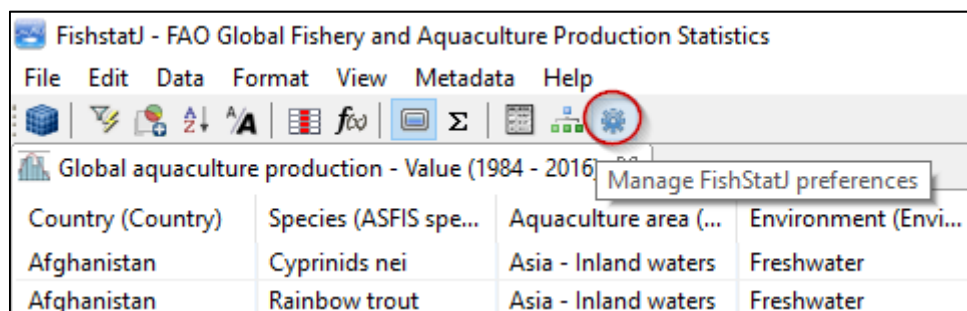 FishstatJ - FAO Global Fishery and Aquaculture Production Statistics
File Edit Data Format View Metadata Help
A Z A/A f(x) Σ
Global aquaculture production - Value (1984 - 2016)
Manage FishStatJ preferences
Country (Country) Species (ASFIS spe... Aquaculture area (... Environment (Envi...
Afghanistan Cyprinids nei Asia - Inland waters Freshwater
Afghanistan Rainbow trout Asia - Inland waters Freshwater